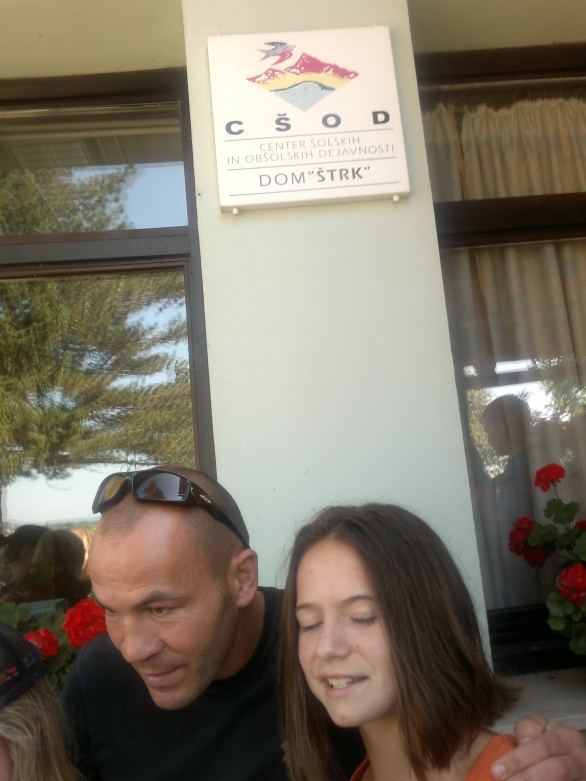 CŠOD
CENTER ŠOLSKIH
IN OBŠOLSKIH DEJAVNOSTI
DOM "ŠTRK"